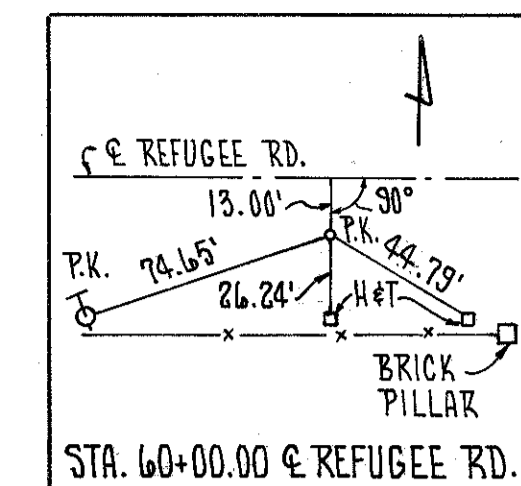 ℄ REFUGEE RD.
13.00'
90°
P.K.
74.65'
P.K.
44.79'
26.24'
H&T
x x x
BRICK
PILLAR
STA. 60+00.00 ℄ REFUGEE RD.